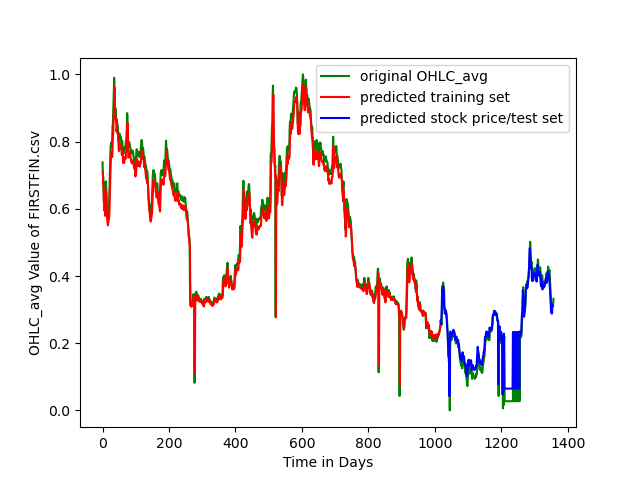 original OHLC_avg
predicted training set
predicted stock price/test set
OHLC_avg Value of FIRSTFIN.csv
1.0
0.8
0.6
0.4
0.2
0.0
0
200
400
600
800
1000
1200
1400
Time in Days